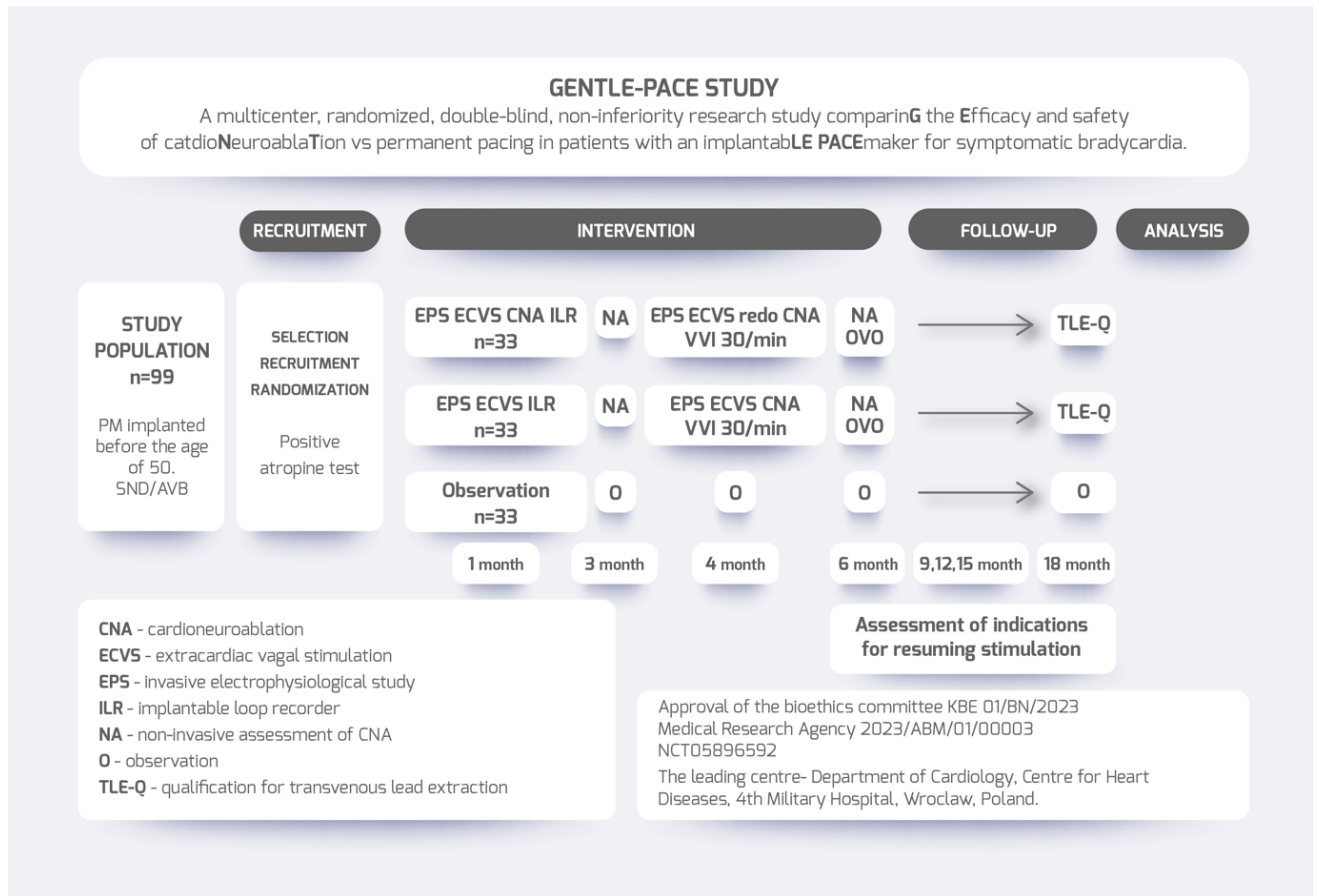 GENTLE-PACE STUDY
A multicenter, randomized, double-blind, non-inferiority research study comparinG the Efficacy and safety
of catdioNeuroablaTion vs permanent pacing in patients with an implantabLE PACEmaker for symptomatic bradycardia.
RECRUITMENT
INTERVENTION
FOLLOW-UP
ANALYSIS
STUDY
POPULATION
n=99
PM implanted
before the age
of 50.
SND/AVB
SELECTION
RECRUITMENT
RANDOMIZATION
Positive
atropine test
EPS ECVS CNA ILR
n=33
NA
EPS ECVS redo CNA
VVI 30/min
NA
OVO
TLE-Q
EPS ECVS ILR
n=33
NA
EPS ECVS CNA
VVI 30/min
NA
OVO
TLE-Q
Observation
n=33
O
O
O
O
1 month
3 month
4 month
6 month
9,12,15 month
18 month
Assessment of indications
for resuming stimulation
CNA - cardioneuroablation
ECVS - extracardiac vagal stimulation
EPS - invasive electrophysiological study
ILR - implantable loop recorder
NA - non-invasive assessment of CNA
O - observation
TLE-Q - qualification for transvenous lead extraction
Approval of the bioethics committee KBE 01/BN/2023
Medical Research Agency 2023/ABM/01/00003
NCT05896592
The leading centre- Department of Cardiology, Centre for Heart
Diseases, 4th Military Hospital, Wroclaw, Poland.